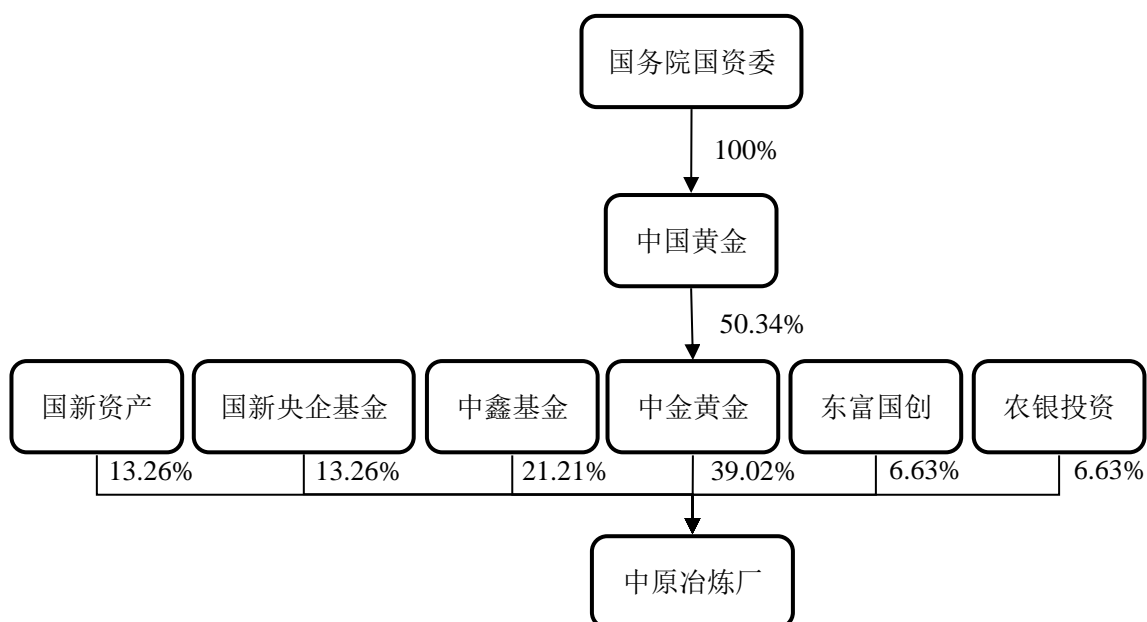 国务院国资委
100%
中国黄金
50.34%
国新资产
国新央企基金
中鑫基金
中金黄金
东富国创
农银投资
13.26%
13.26%
21.21%
39.02%
6.63%
6.63%
中原冶炼厂